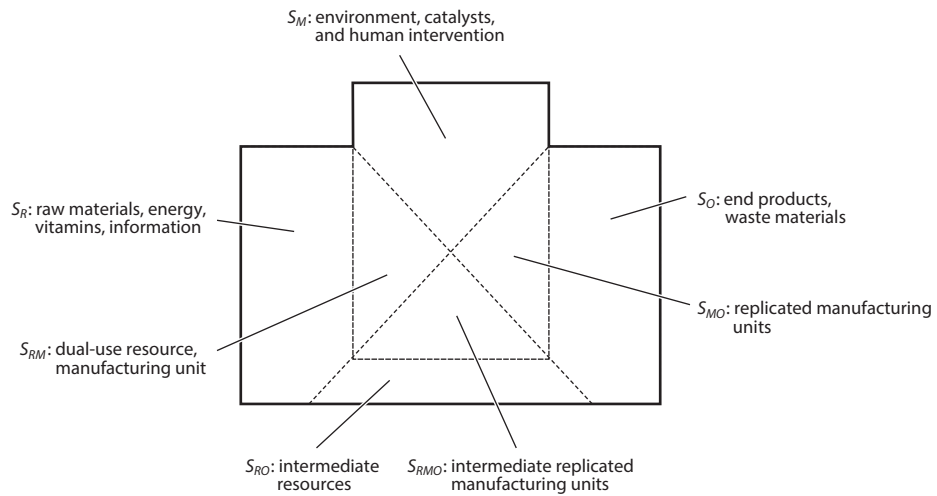 S_M: environment, catalysts,
and human intervention
S_R: raw materials, energy,
vitamins, information
S_O: end products,
waste materials
S_MO: replicated manufacturing
units
S_RM: dual-use resource,
manufacturing unit
S_RO: intermediate
resources
S_RMO: intermediate replicated
manufacturing units